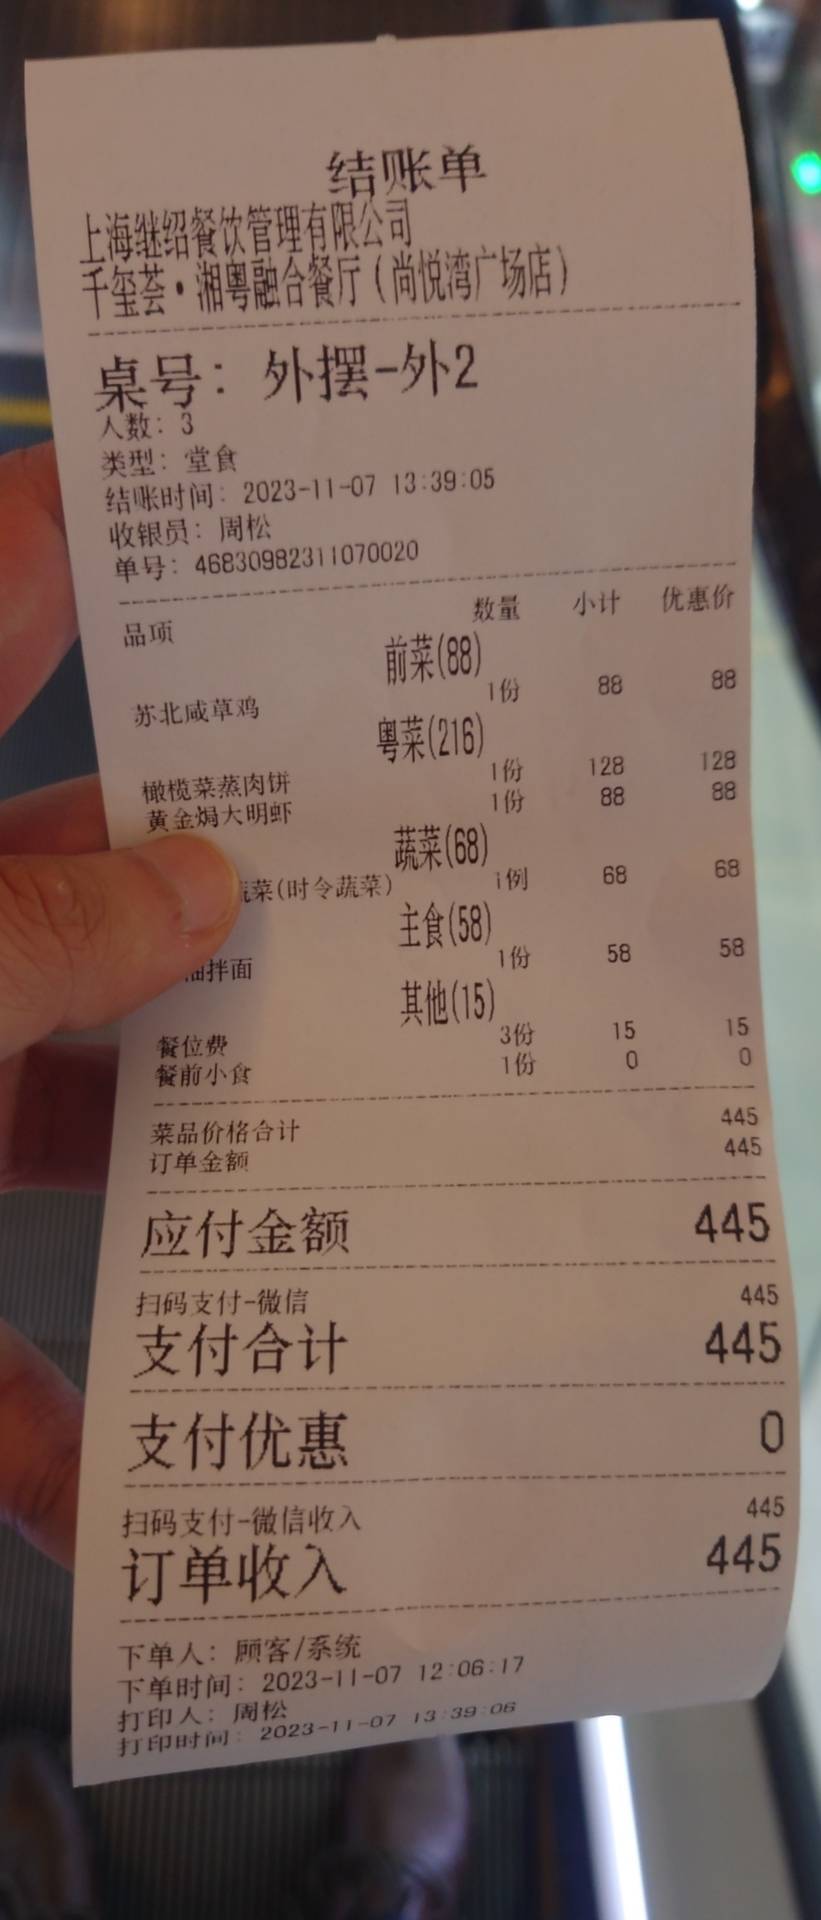 结账单
上海继绍餐饮管理有限公司
千玺荟·湘粤融合餐厅(尚悦湾广场店)
桌号: 外摆-外2
人数: 3
类型: 堂食
结账时间: 2023-11-07 13:39:05
收银员: 周松
单号: 46830982311070020
品项 数量 小计 优惠价
前菜(88)
苏北咸草鸡 1份 88 88
粤菜(216)
橄榄菜蒸肉饼 1份 128 128
黄金焗大明虾 1份 88 88
蔬菜(68)
蔬菜(时令蔬菜) 1例 68 68
主食(58)
油拌面 1份 58 58
其他(15)
餐位费 3份 15 15
餐前小食 1份 0 0
菜品价格合计 445
订单金额 445
应付金额 445
扫码支付-微信 445
支付合计 445
支付优惠 0
扫码支付-微信收入 445
订单收入 445
下单人: 顾客/系统
下单时间: 2023-11-07 12:06:17
打印人: 周松
打印时间: 2023-11-07 13:39:06